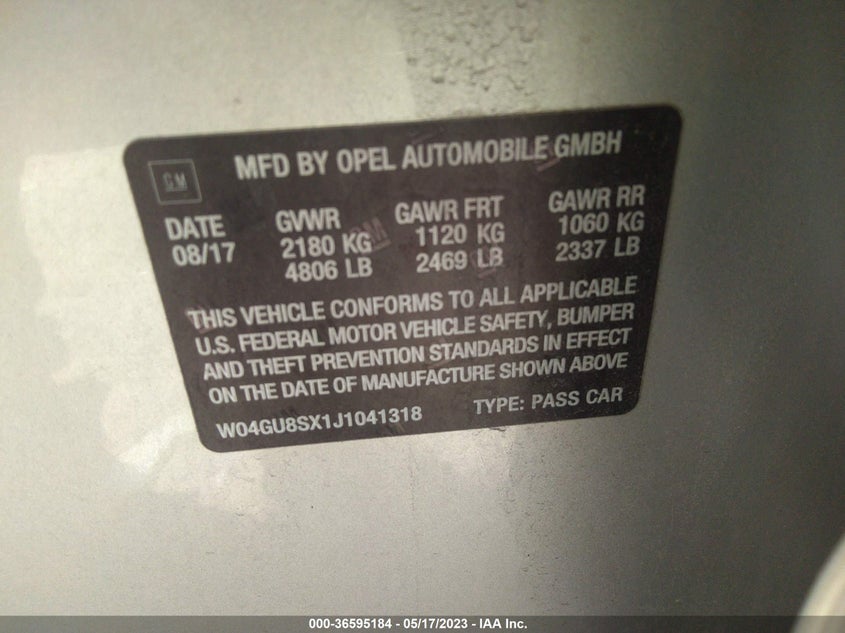 GM
MFD BY OPEL AUTOMOBILE GMBH
DATE GVWR GAWR FRT GAWR RR
08/17 2180 KG 1120 KG 1060 KG
4806 LB 2469 LB 2337 LB
THIS VEHICLE CONFORMS TO ALL APPLICABLE
U.S. FEDERAL MOTOR VEHICLE SAFETY, BUMPER
AND THEFT PREVENTION STANDARDS IN EFFECT
ON THE DATE OF MANUFACTURE SHOWN ABOVE
W04GU8SX1J1041318 TYPE: PASS CAR
000-36595184 - 05/17/2023 - IAA Inc.